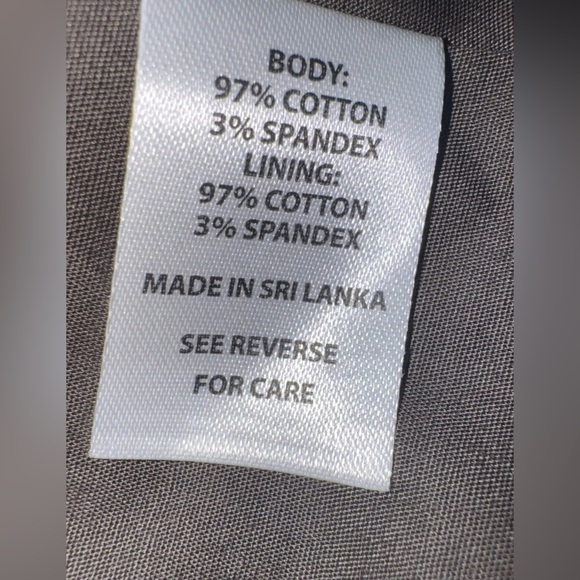 BODY:
97% COTTON
3% SPANDEX
LINING:
97% COTTON
3% SPANDEX
MADE IN SRI LANKA
SEE REVERSE
FOR CARE